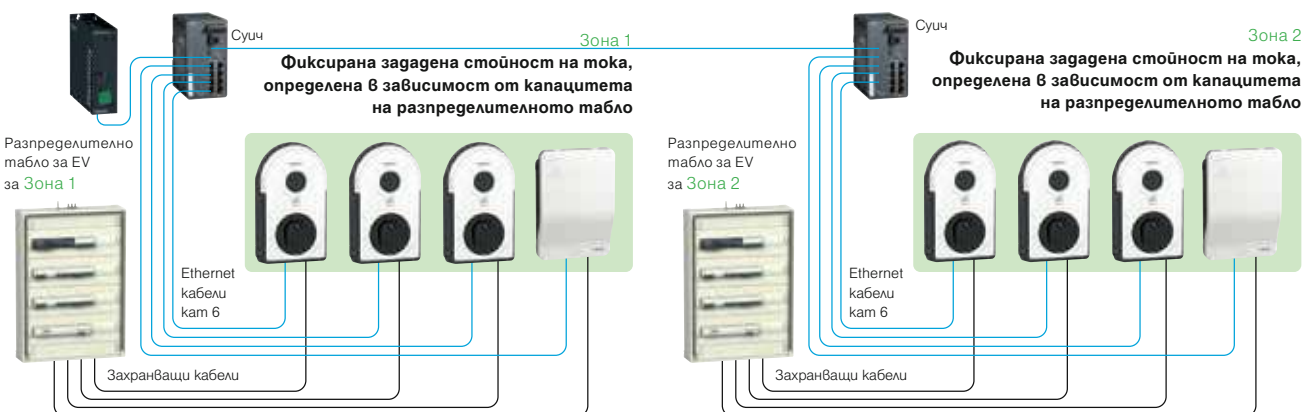 Суич
Зона 1
Фиксирана зададена стойност на тока,
определена в зависимост от капацитета
на разпределителното табло
Разпределително
табло за EV
за Зона 1
Ethernet
кабели
кат 6
Захранващи кабели
Суич
Зона 2
Фиксирана зададена стойност на тока,
определена в зависимост от капацитета
на разпределителното табло
Разпределително
табло за EV
за Зона 2
Ethernet
кабели
кат 6
Захранващи кабели